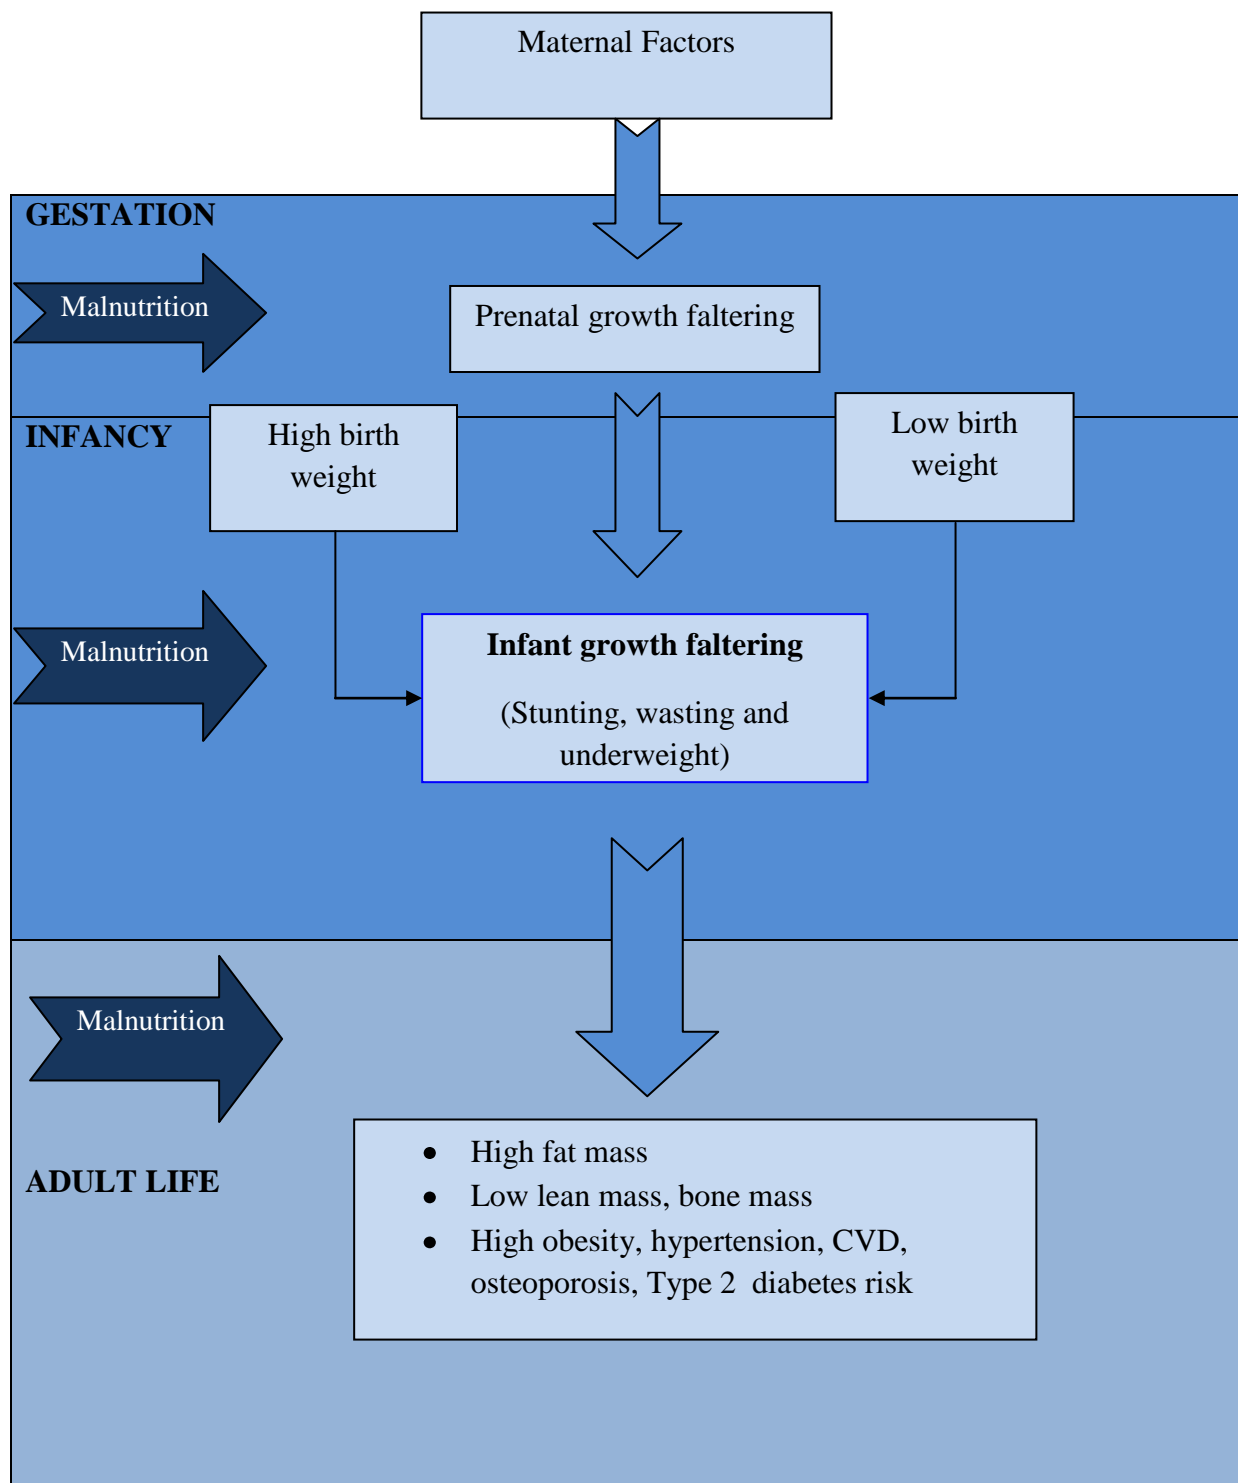 Maternal Factors
GESTATION
Malnutrition
Prenatal growth faltering
INFANCY
High birth
weight
Low birth
weight
Malnutrition
Infant growth faltering
(Stunting, wasting and
underweight)
Malnutrition
ADULT LIFE
• High fat mass
• Low lean mass, bone mass
• High obesity, hypertension, CVD,
osteoporosis, Type 2  diabetes risk